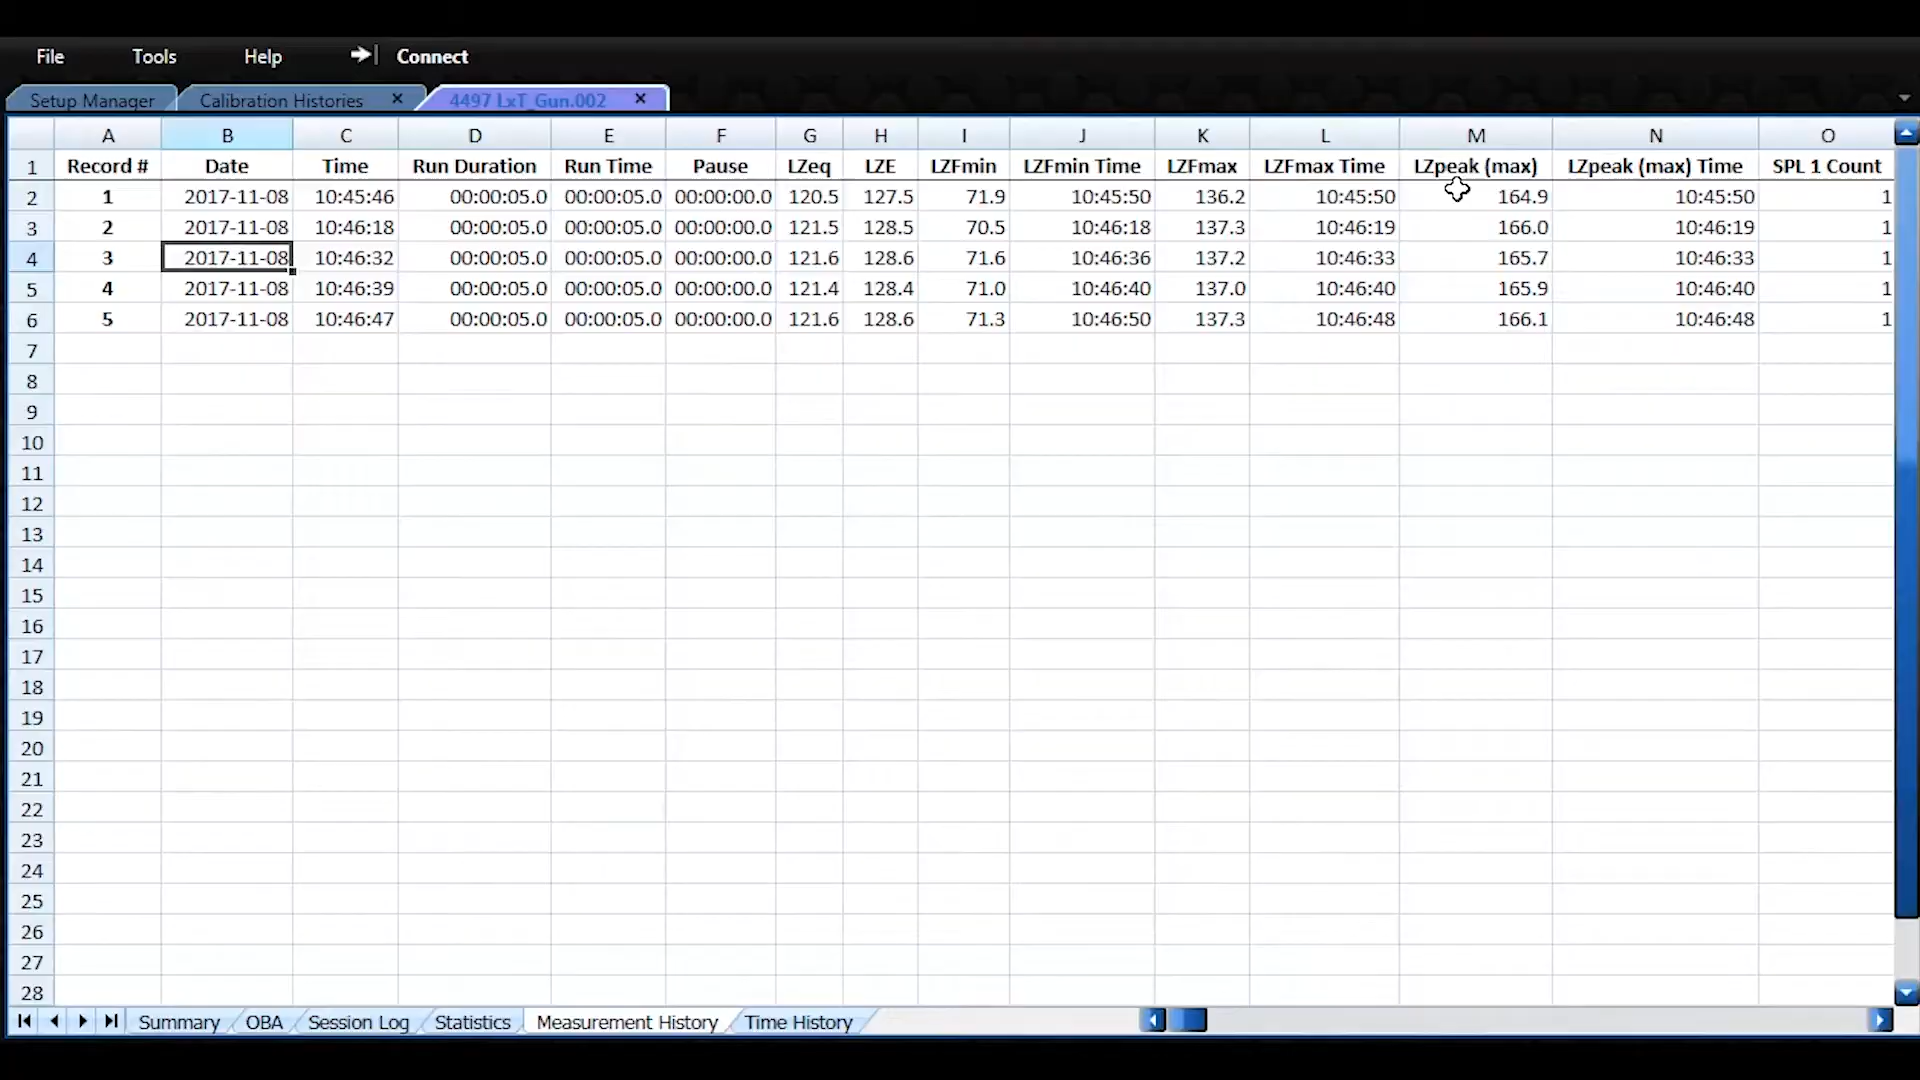 File Tools Help Connect
Setup Manager Calibration Histories × 4497 LxT_Gun.002 ×
A B C D E F G H I J K L M N O
1 Record # Date Time Run Duration Run Time Pause LZeq LZE LZFmin LZFmin Time LZFmax LZFmax Time LZpeak (max) LZpeak (max) Time SPL 1 Count
2 1 2017-11-08 10:45:46 00:00:05.0 00:00:05.0 00:00:00.0 120.5 127.5 71.9 10:45:50 136.2 10:45:50 164.9 10:45:50 1
3 2 2017-11-08 10:46:18 00:00:05.0 00:00:05.0 00:00:00.0 121.5 128.5 70.5 10:46:18 137.3 10:46:19 166.0 10:46:19 1
4 3 2017-11-08 10:46:32 00:00:05.0 00:00:05.0 00:00:00.0 121.6 128.6 71.6 10:46:36 137.2 10:46:33 165.7 10:46:33 1
5 4 2017-11-08 10:46:39 00:00:05.0 00:00:05.0 00:00:00.0 121.4 128.4 71.0 10:46:40 137.0 10:46:40 165.9 10:46:40 1
6 5 2017-11-08 10:46:47 00:00:05.0 00:00:05.0 00:00:00.0 121.6 128.6 71.3 10:46:50 137.3 10:46:48 166.1 10:46:48 1
7
8
9
10
11
12
13
14
15
16
17
18
19
20
21
22
23
24
25
26
27
28
Summary OBA Session Log Statistics Measurement History Time History